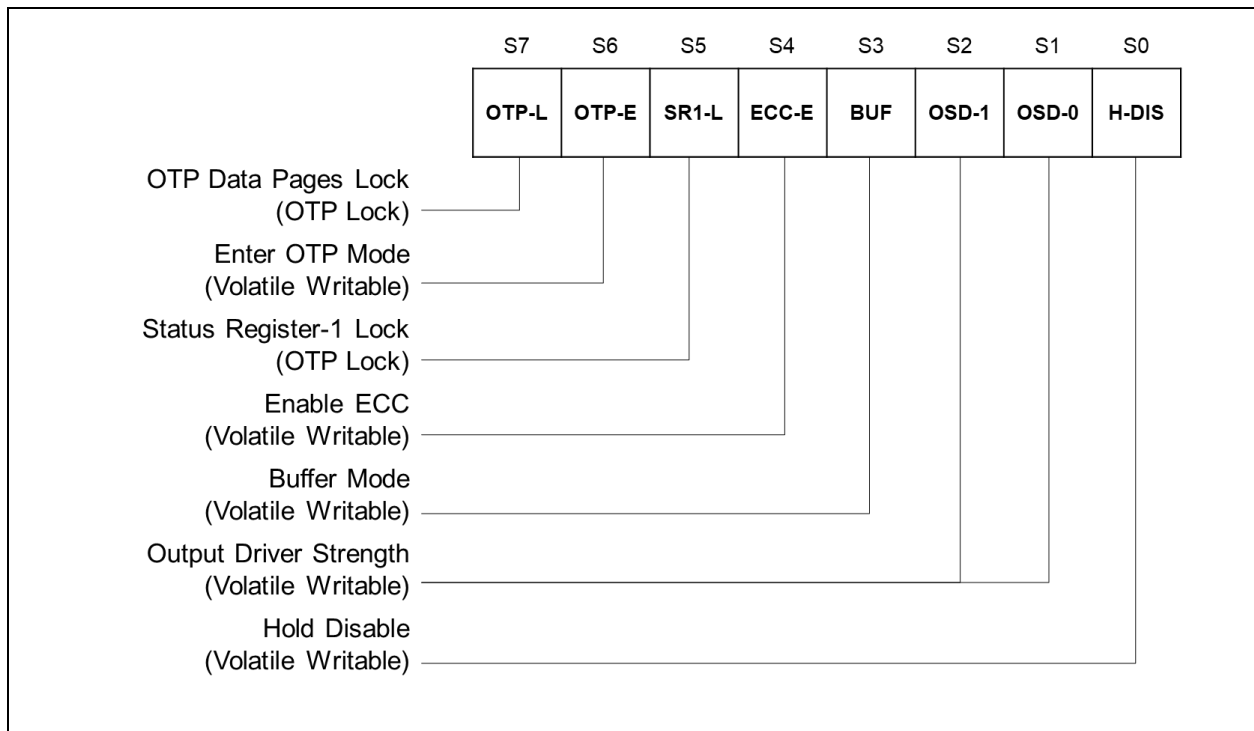 S7 S6 S5 S4 S3 S2 S1 S0
OTP-L OTP-E SR1-L ECC-E BUF OSD-1 OSD-0 H-DIS
OTP Data Pages Lock
(OTP Lock)
Enter OTP Mode
(Volatile Writable)
Status Register-1 Lock
(OTP Lock)
Enable ECC
(Volatile Writable)
Buffer Mode
(Volatile Writable)
Output Driver Strength
(Volatile Writable)
Hold Disable
(Volatile Writable)